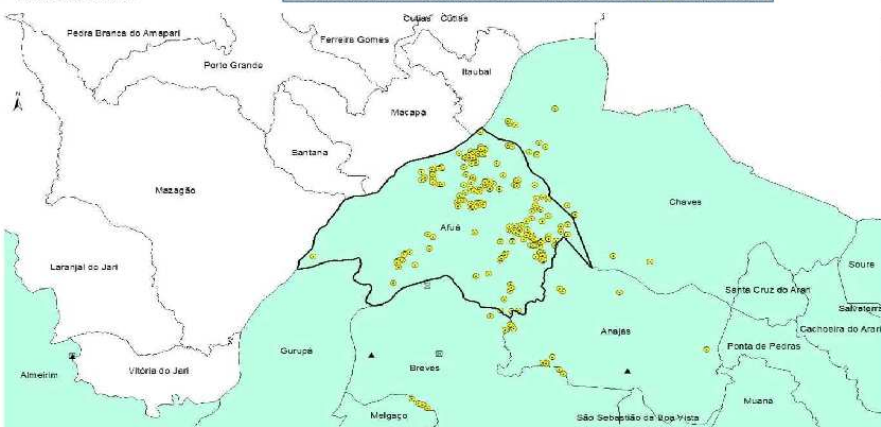 Cutias Cutias
Pedra Branca do Amapari
Ferreira Gomes
Porto Grande
Itaubal
N
Macapá
Santana
Mazagão
Chaves
Afuá
Laranjal do Jari
Soure
Santa Cruz do Arari
Salvaterra
Cachoeira do Arari
Anajás
Ponta de Pedras
Gurupá
Breves
Almeirim
Vitória do Jari
Muaná
Melgaço
São Sebastião da Boa Vista